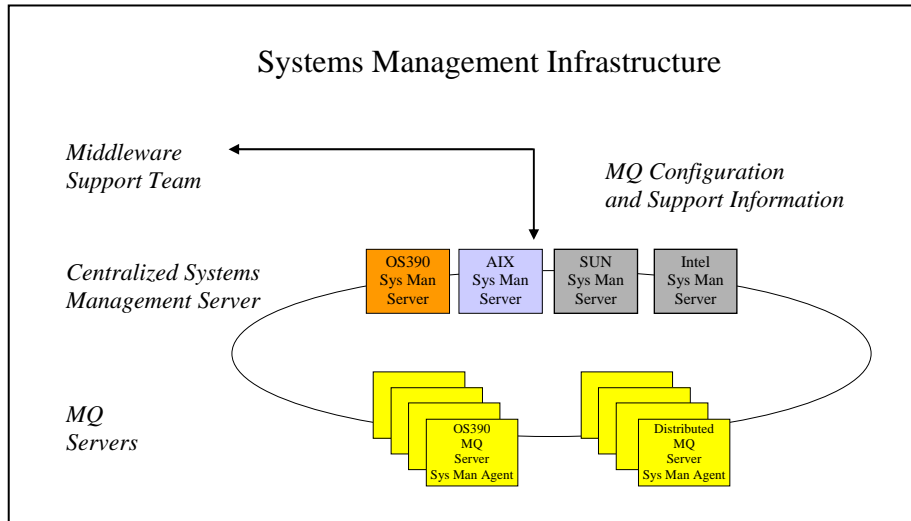 Systems Management Infrastructure
Middleware
Support Team
MQ Configuration
and Support Information
Centralized Systems
Management Server
OS390
Sys Man
Server
AIX
Sys Man
Server
SUN
Sys Man
Server
Intel
Sys Man
Server
MQ
Servers
OS390
MQ
Server
Sys Man Agent
Distributed
MQ
Server
Sys Man Agent